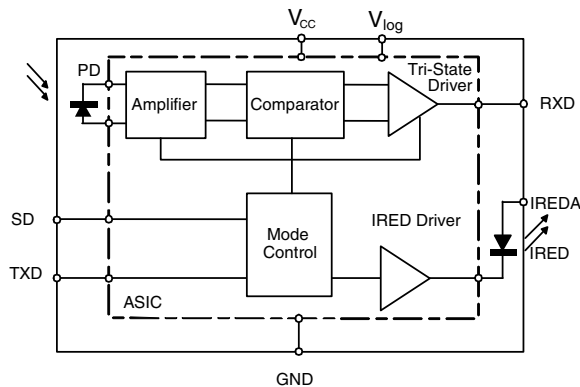 VCC
Vlog
PD
Amplifier
Comparator
Tri-State
Driver
RXD
SD
Mode
Control
IRED Driver
IREDA
IRED
TXD
ASIC
GND